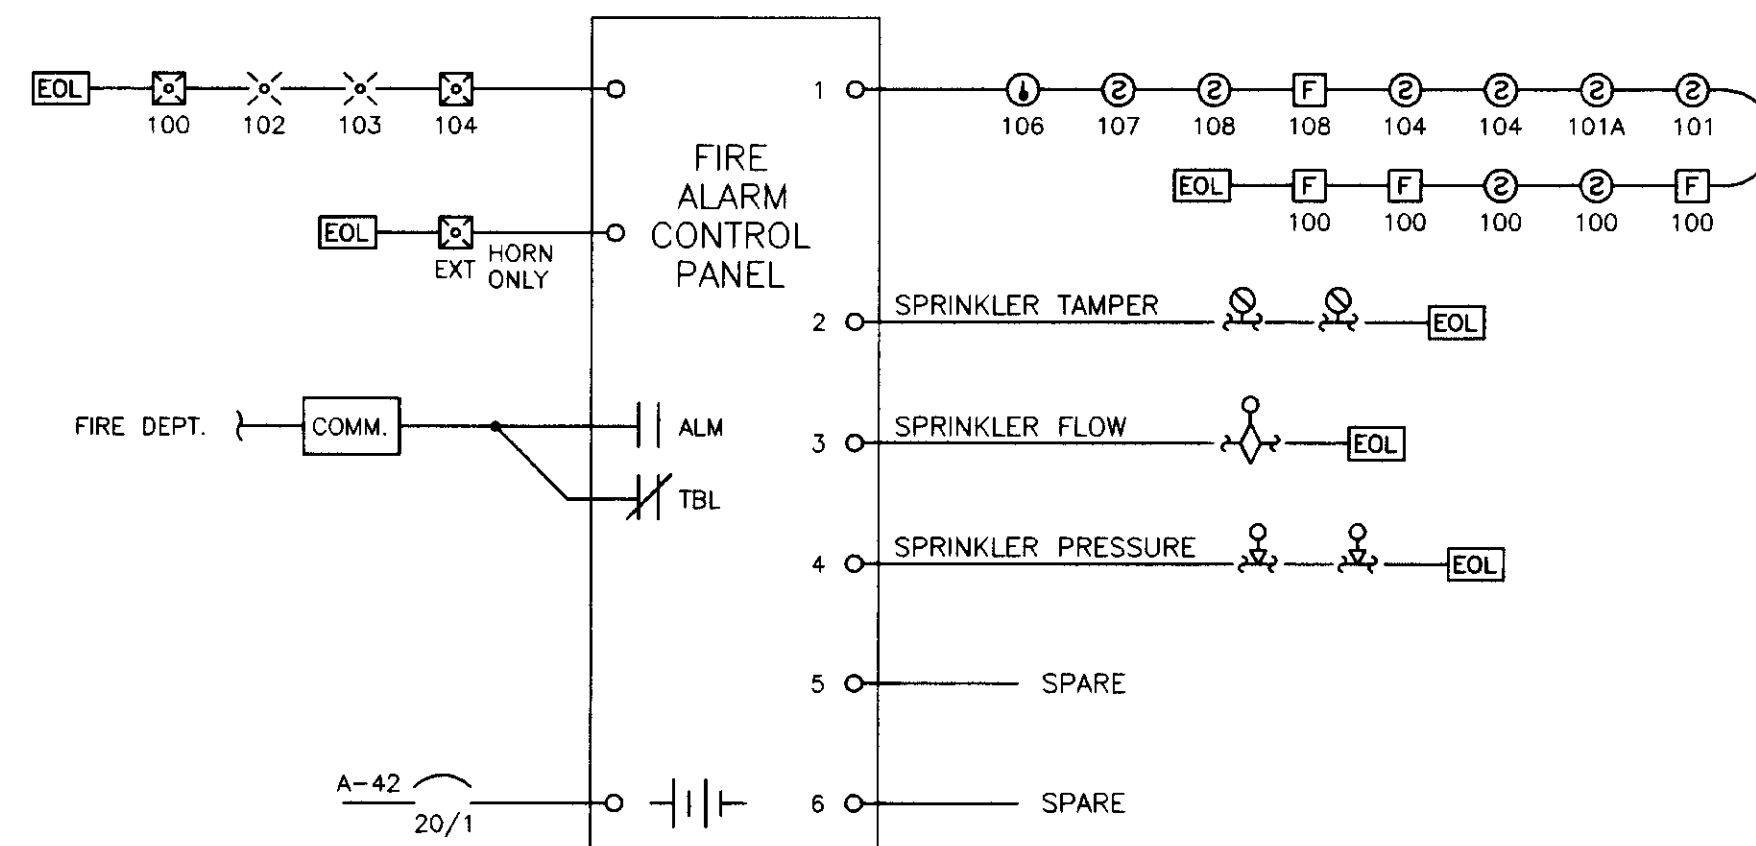 EOL
100 102 103 104
EOL
EXT HORN
ONLY
FIRE
ALARM
CONTROL
PANEL
FIRE DEPT. COMM. ALM
TBL
A-42
20/1
1 F
106 107 108 108 104 104 101A 101
EOL F F F
100 100 100 100 100
2 SPRINKLER TAMPER EOL
3 SPRINKLER FLOW EOL
4 SPRINKLER PRESSURE EOL
5 SPARE
6 SPARE